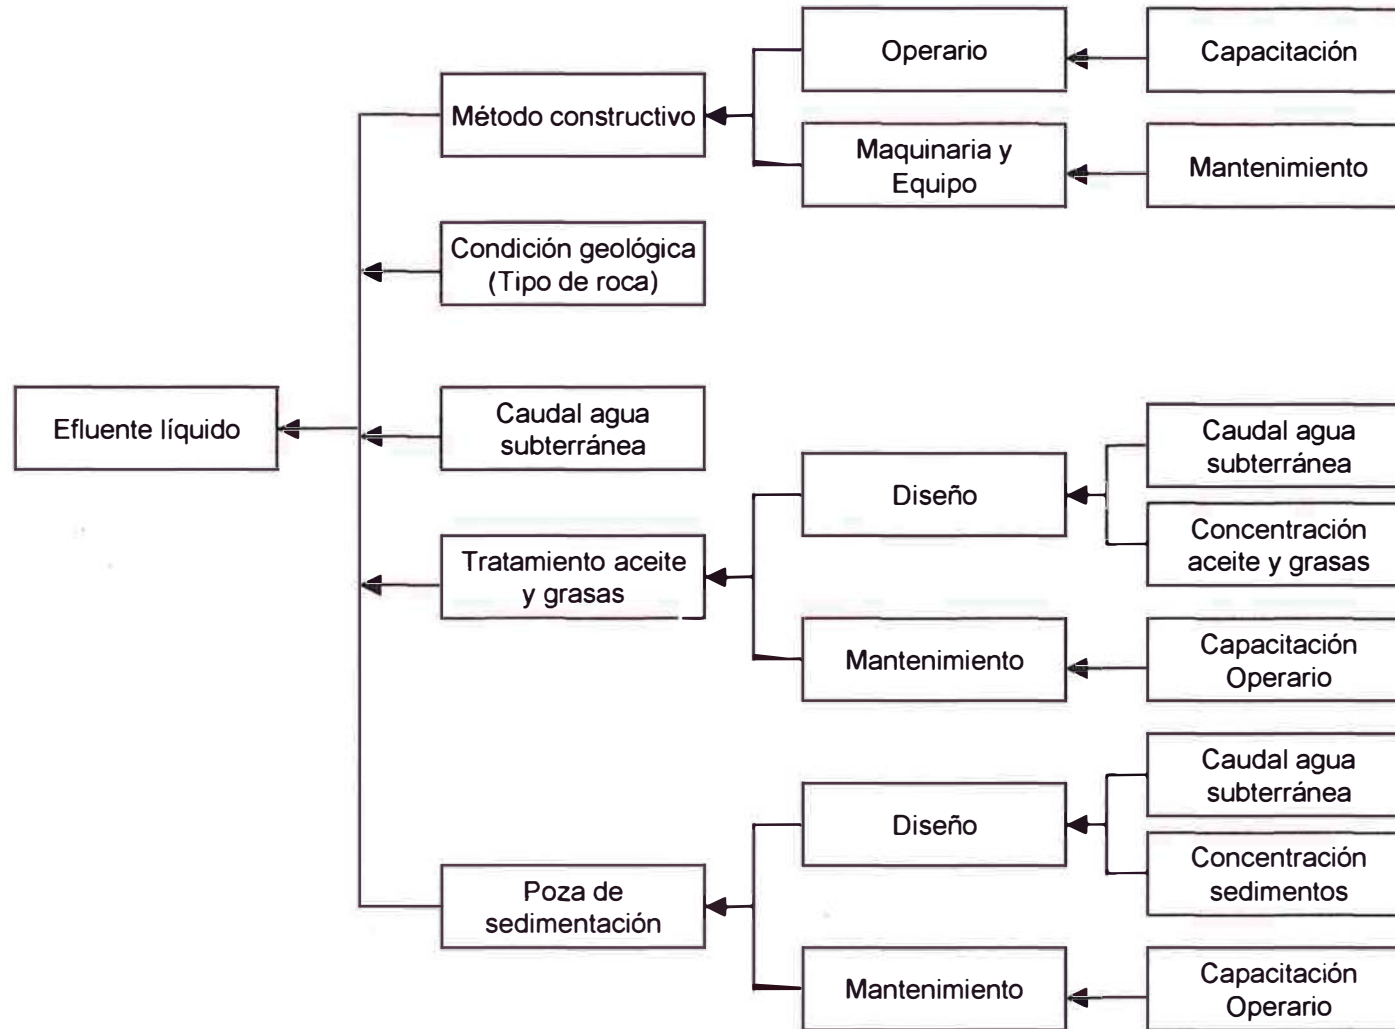 Operario
Capacitación
Método constructivo
Maquinaria y
Equipo
Mantenimiento
Condición geológica
(Tipo de roca)
Efluente líquido
Caudal agua
subterránea
Caudal agua
subterránea
Diseño
Concentración
aceite y grasas
Tratamiento aceite
y grasas
Mantenimiento
Capacitación
Operario
Caudal agua
subterránea
Diseño
Concentración
sedimentos
Poza de
sedimentación
Mantenimiento
Capacitación
Operario